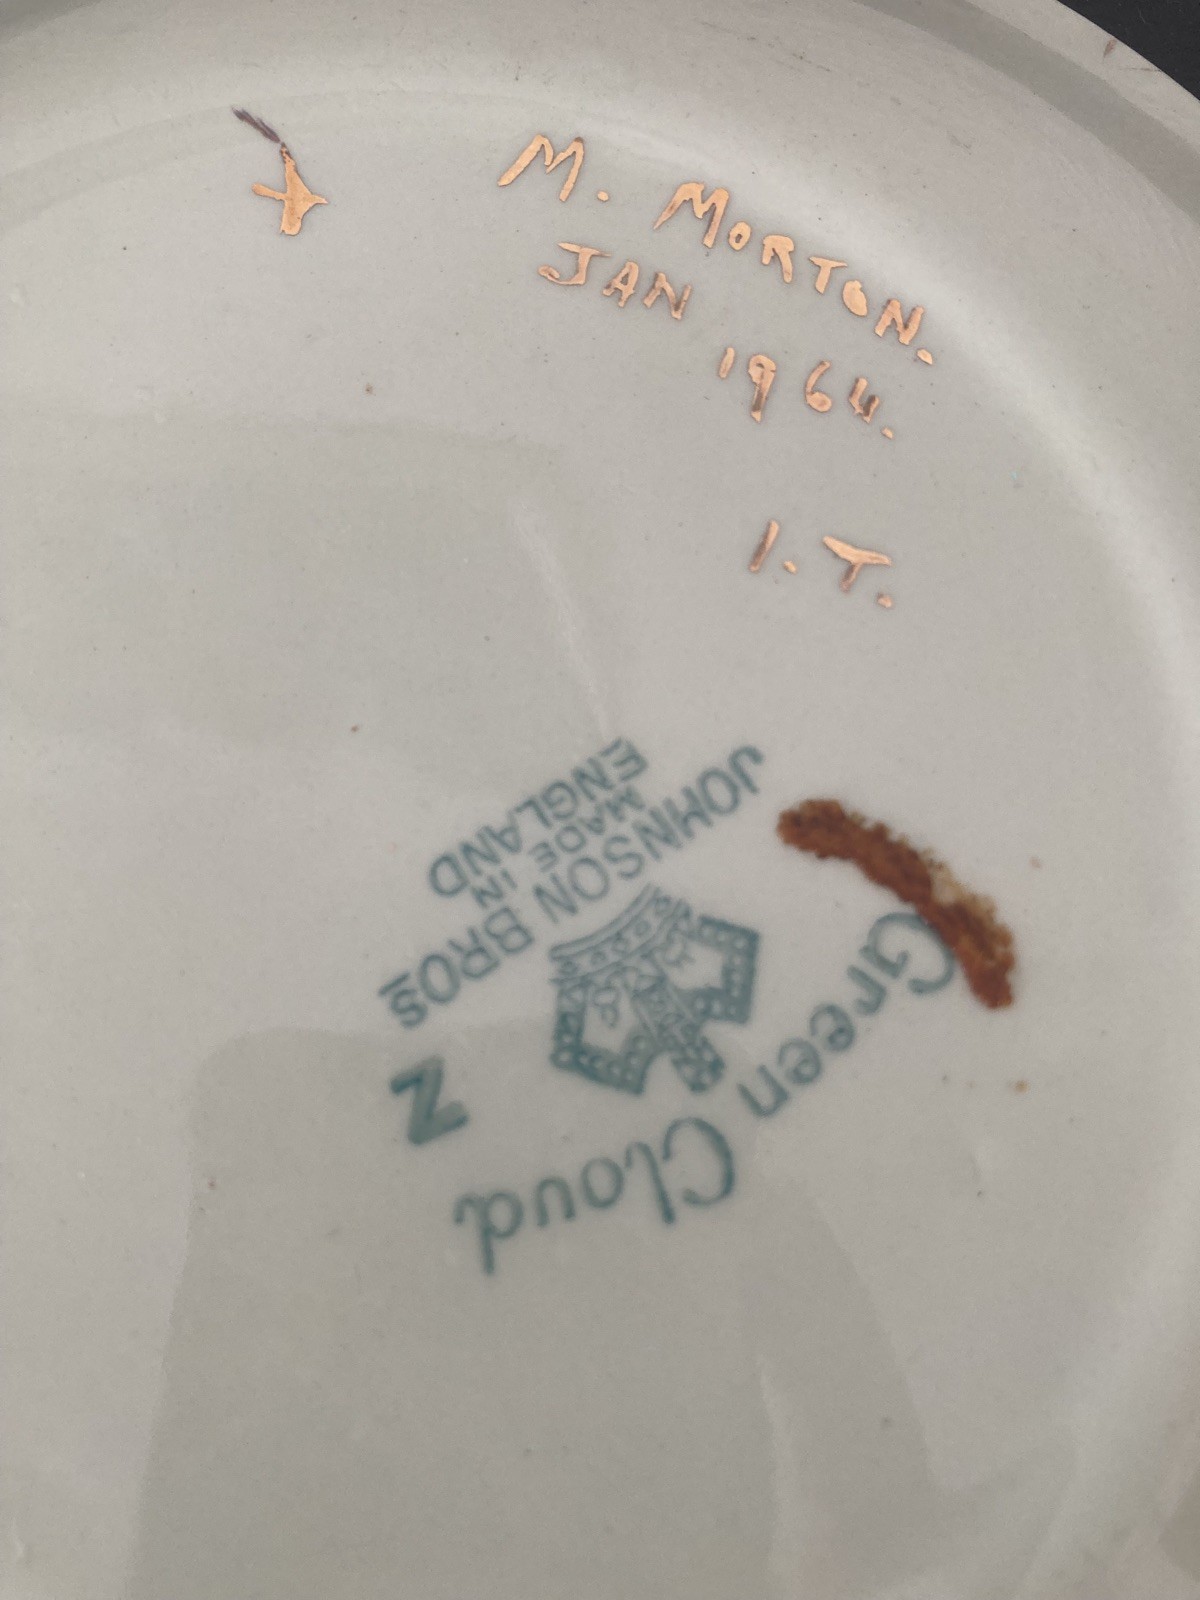 M. MORTON.
JAN 1964.
I. T.
Green Cloud
JOHNSON BROS
MADE IN
ENGLAND
Z